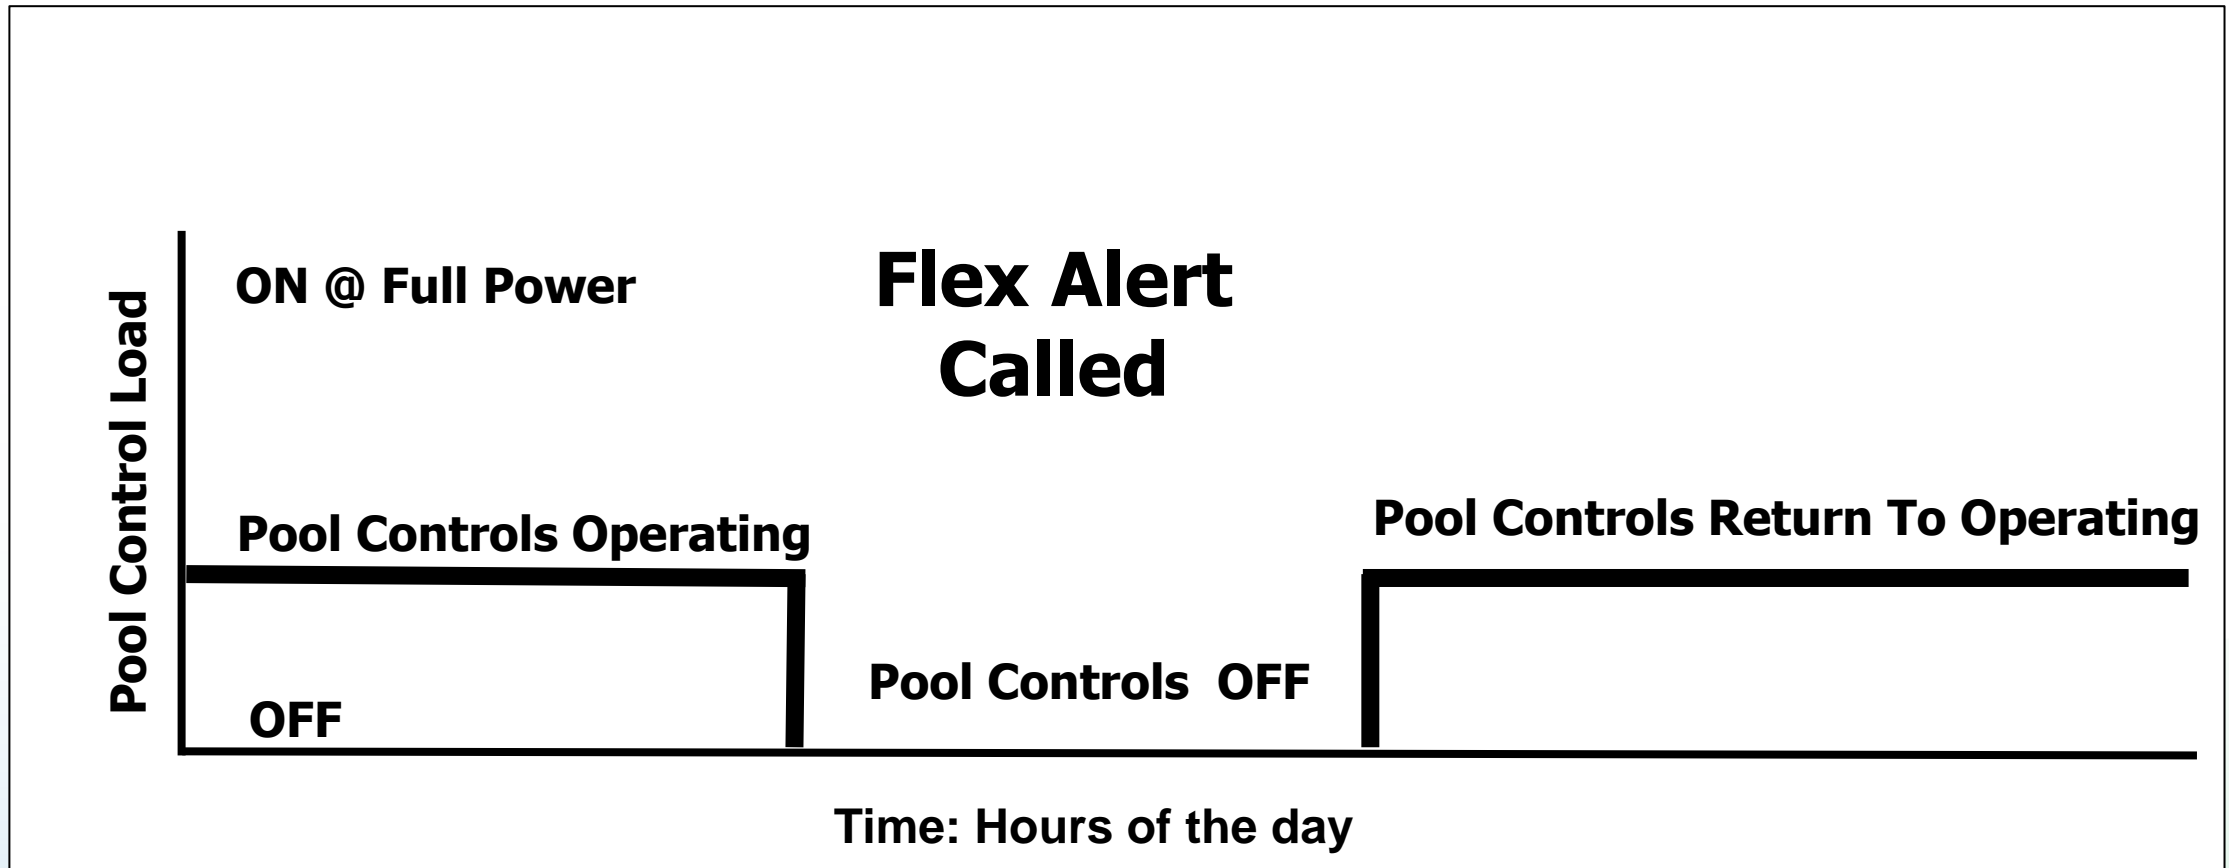 ON @ Full Power
Flex Alert
Called
Pool Control Load
Pool Controls Operating
Pool Controls Return To Operating
Pool Controls  OFF
OFF
Time: Hours of the day